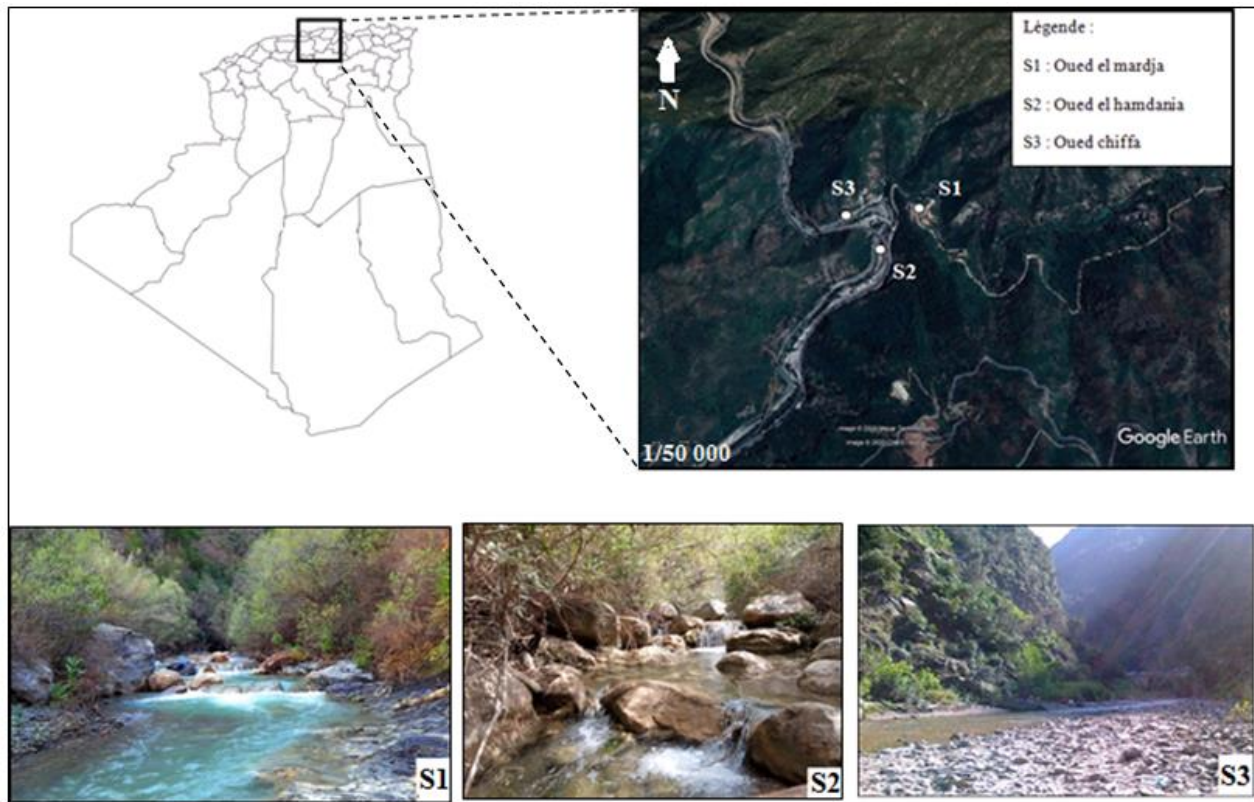 Lègende :
S1 : Oued el mardja
S2 : Oued el hamdania
S3 : Oued chiffa
N
S3
S1
S2
Google Earth
1/50 000
S1
S2
S3